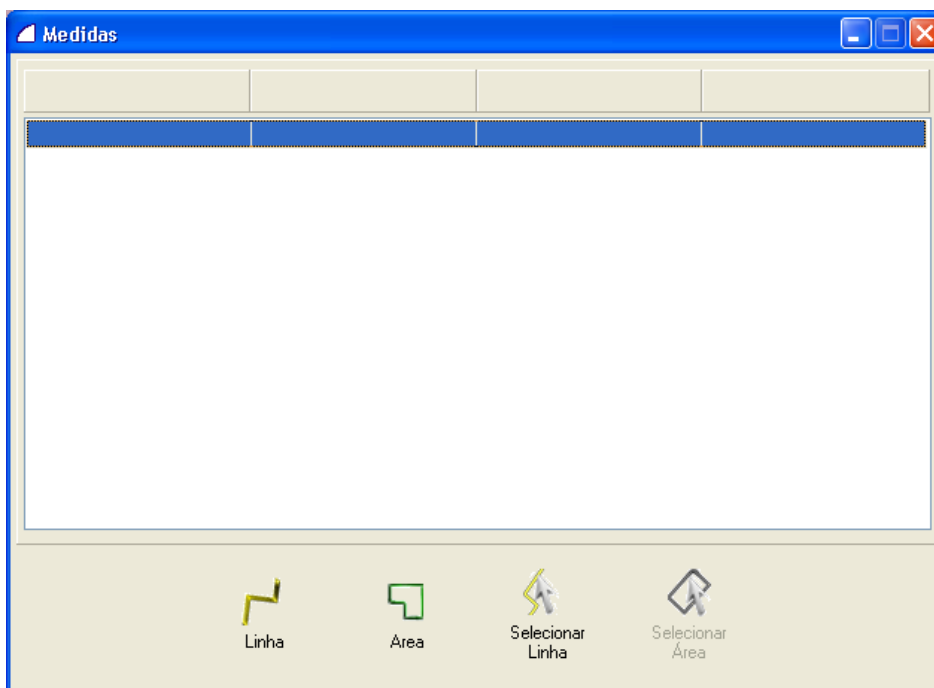 Medidas
Linha
Area
Selecionar
Linha
Selecionar
Área